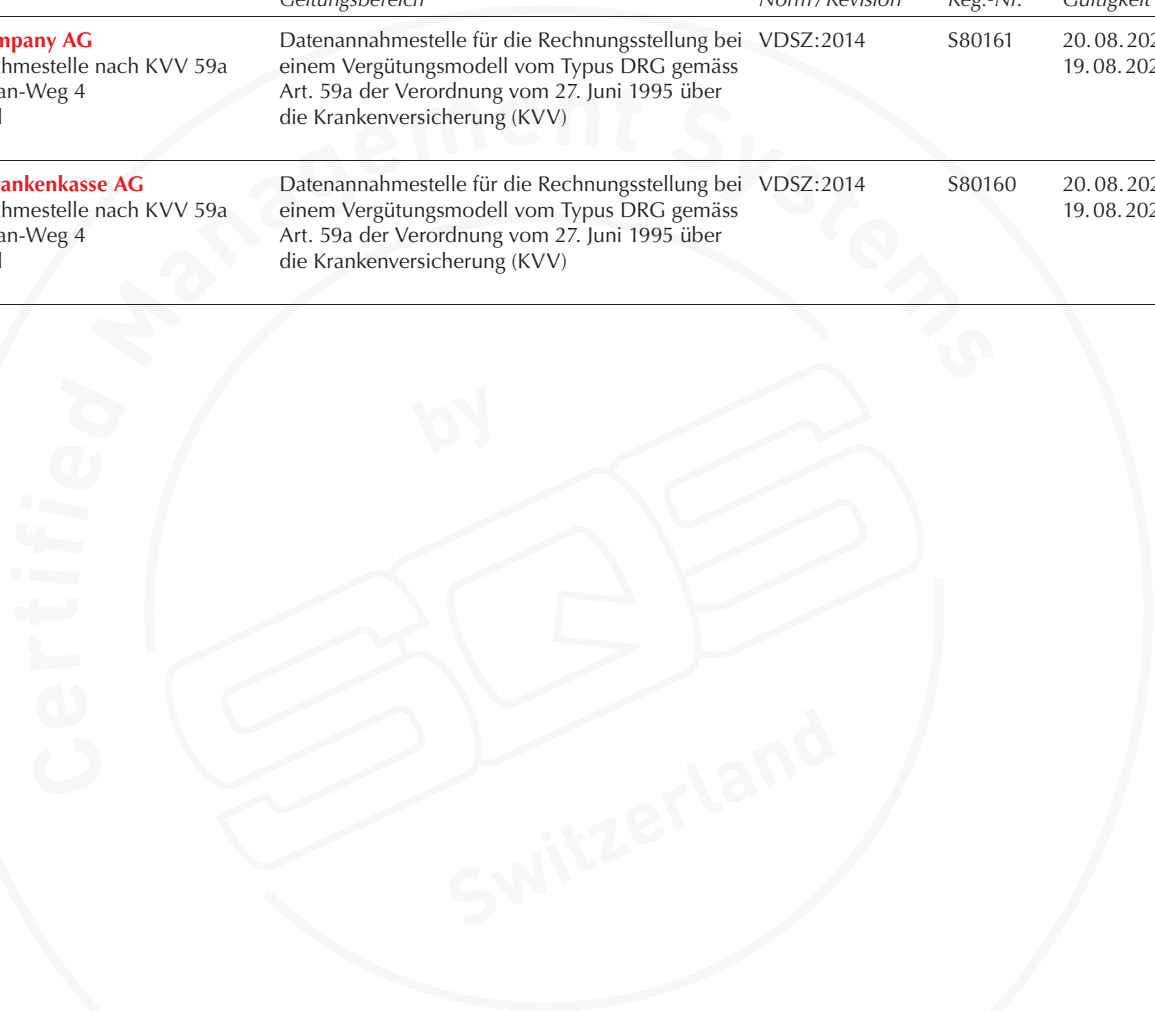 Geltungsbereich Norm/Revision Reg.-Nr. Gültigkeit
mpany AG Datenannahmestelle für die Rechnungsstellung bei VDSZ:2014 S80161 20.08.202
hmestelle nach KVV 59a einem Vergütungsmodell vom Typus DRG gemäss 19.08.202
an-Weg 4 Art. 59a der Verordnung vom 27. Juni 1995 über
die Krankenversicherung (KVV)
ankenkasse AG Datenannahmestelle für die Rechnungsstellung bei VDSZ:2014 S80160 20.08.202
hmestelle nach KVV 59a einem Vergütungsmodell vom Typus DRG gemäss 19.08.202
an-Weg 4 Art. 59a der Verordnung vom 27. Juni 1995 über
die Krankenversicherung (KVV)
Certified Management Systems
by
SQS
Switzerland